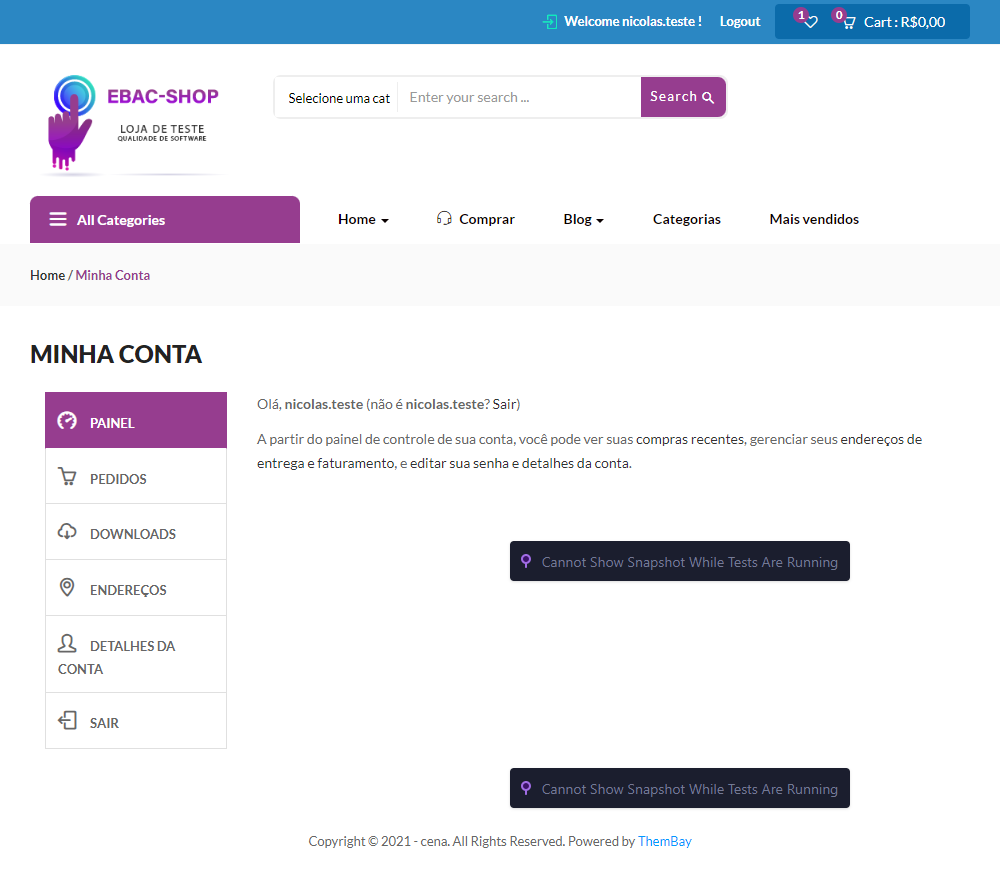 Welcome nicolas.teste ! Logout 1 0 Cart : R$0,00
EBAC-SHOP
LOJA DE TESTE
QUALIDADE DE SOFTWARE
Selecione uma cat Enter your search ... Search
All Categories Home Comprar Blog Categorias Mais vendidos
Home / Minha Conta
MINHA CONTA
PAINEL
PEDIDOS
DOWNLOADS
ENDEREÇOS
DETALHES DA
CONTA
SAIR
Olá, nicolas.teste (não é nicolas.teste? Sair)
A partir do painel de controle de sua conta, você pode ver suas compras recentes, gerenciar seus endereços de
entrega e faturamento, e editar sua senha e detalhes da conta.
Cannot Show Snapshot While Tests Are Running
Cannot Show Snapshot While Tests Are Running
Copyright © 2021 - cena. All Rights Reserved. Powered by ThemBay